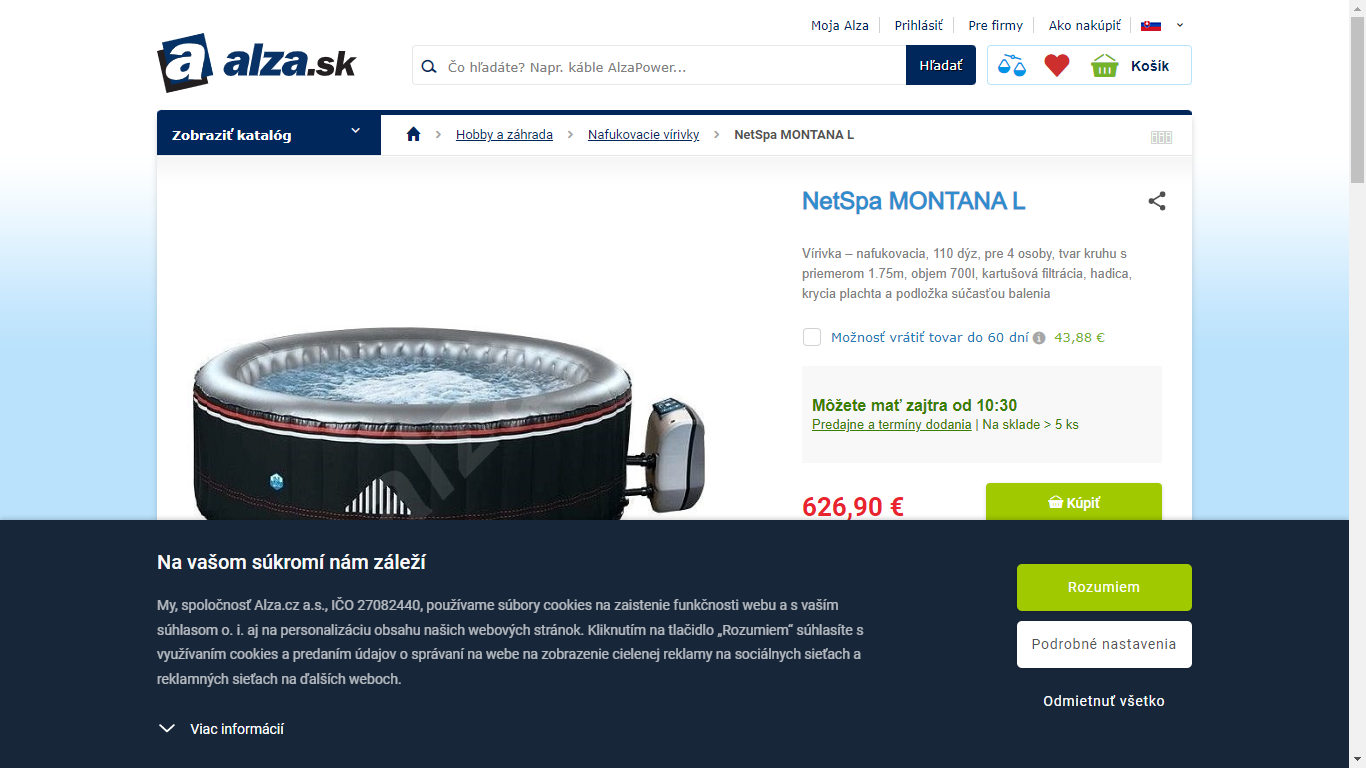 Moja Alza
Prihlásiť
Pre firmy
Ako nakúpiť
alza.sk
Čo hľadáte? Napr. káble AlzaPower...
Hľadať
Košík
Zobraziť katalóg
Hobby a záhrada
Nafukovacie vírivky
NetSpa MONTANA L
NetSpa MONTANA L
Vírivka – nafukovacia, 110 dýz, pre 4 osoby, tvar kruhu s
priemerom 1.75m, objem 700l, kartušová filtrácia, hadica,
krycia plachta a podložka súčasťou balenia
Možnosť vrátiť tovar do 60 dní 43,88 €
Môžete mať zajtra od 10:30
Predajne a termíny dodania | Na sklade > 5 ks
626,90 €
Kúpiť
alza
Na vašom súkromí nám záleží
My, spoločnosť Alza.cz a.s., IČO 27082440, používame súbory cookies na zaistenie funkčnosti webu a s vaším
súhlasom o. i. aj na personalizáciu obsahu našich webových stránok. Kliknutím na tlačidlo „Rozumiem“ súhlasíte s
využívaním cookies a predaním údajov o správaní na webe na zobrazenie cielenej reklamy na sociálnych sieťach a
reklamných sieťach na ďalších weboch.
Viac informácií
Rozumiem
Podrobné nastavenia
Odmietnuť všetko